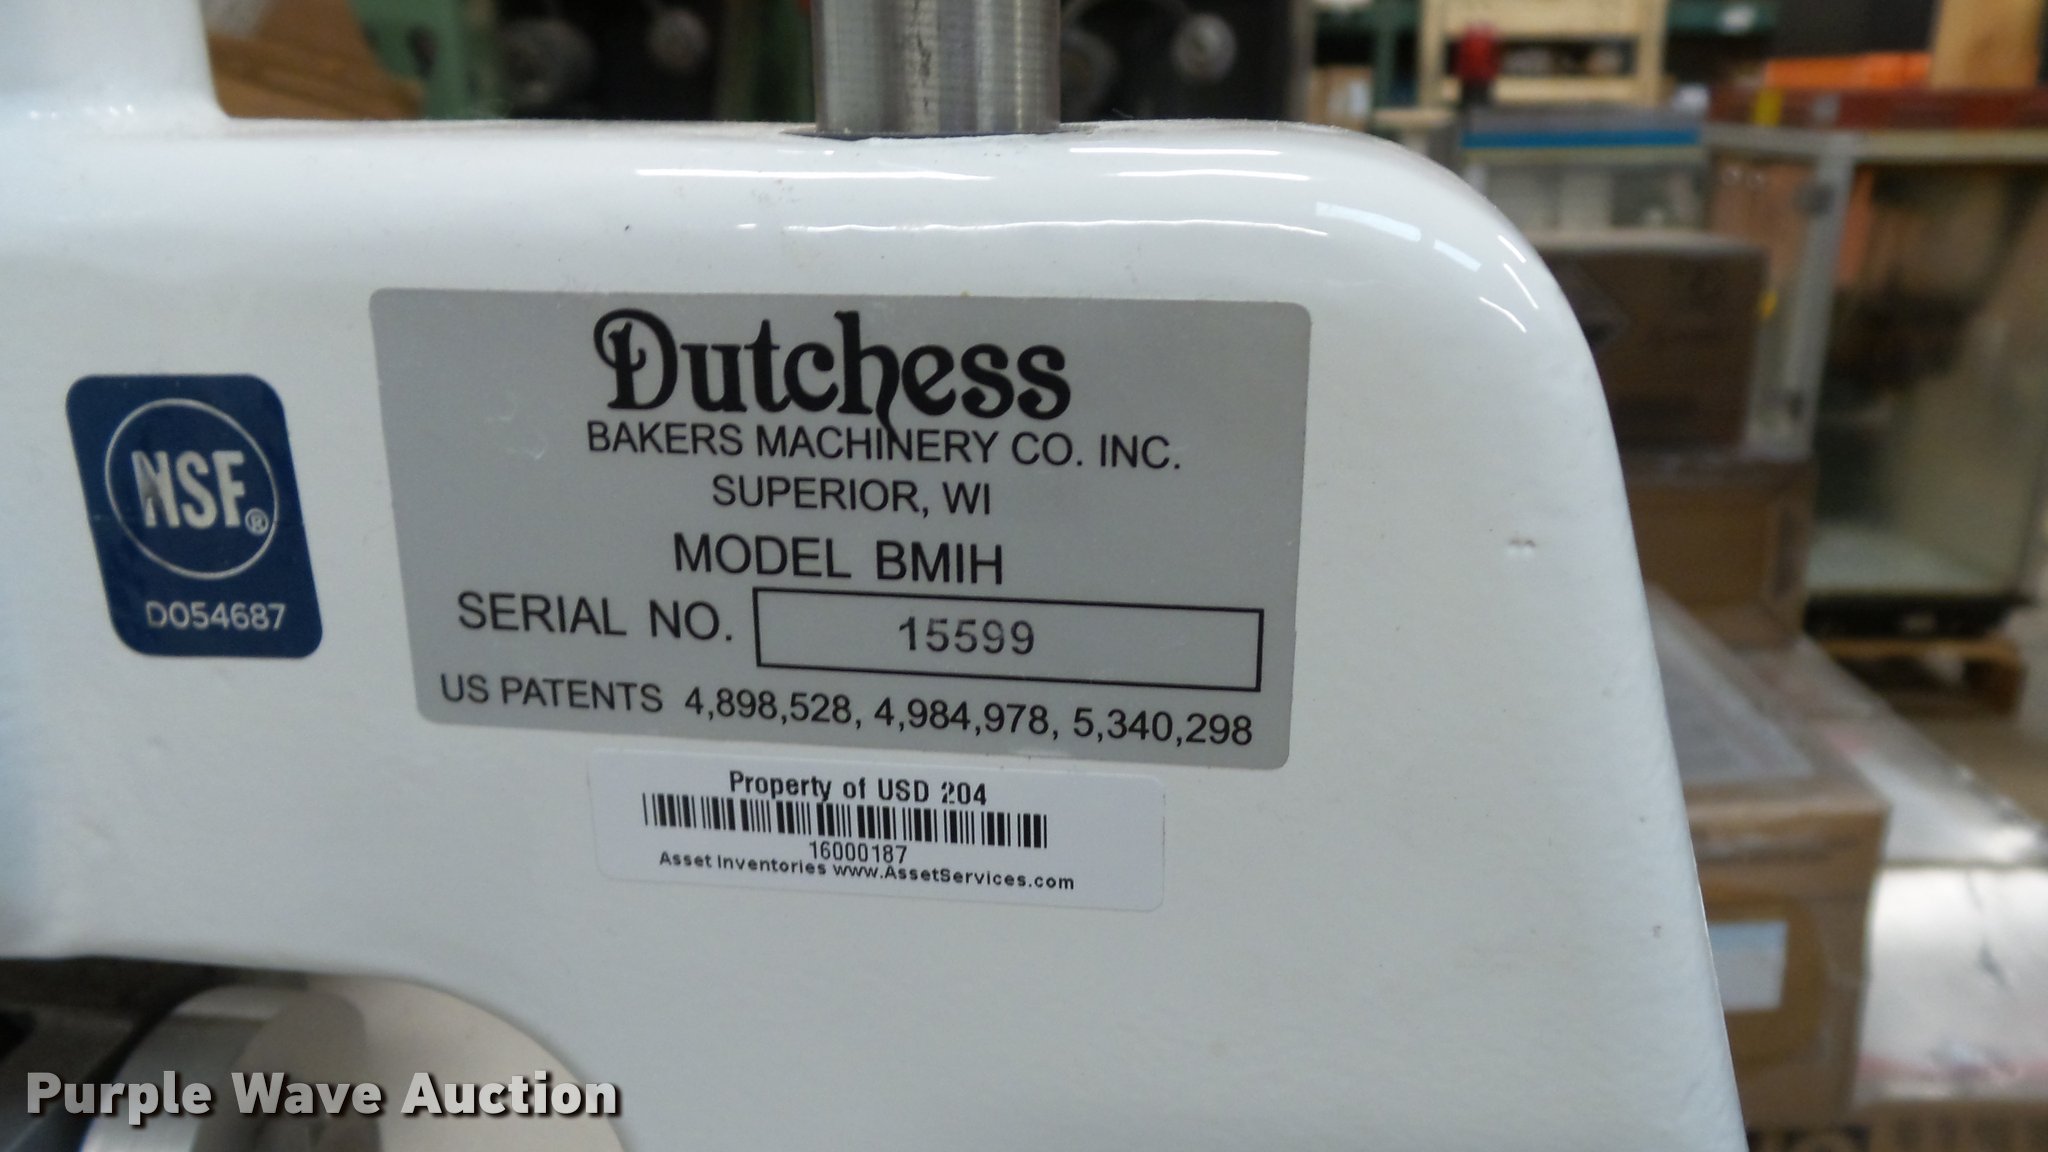 Dutchess
BAKERS MACHINERY CO. INC.
SUPERIOR, WI
MODEL BMIH
SERIAL NO. 15599
US PATENTS 4,898,528, 4,984,978, 5,340,298
NSF®
DO54687
Property of USD 204
16000187
Asset Inventories www.AssetServices.com
Purple Wave Auction